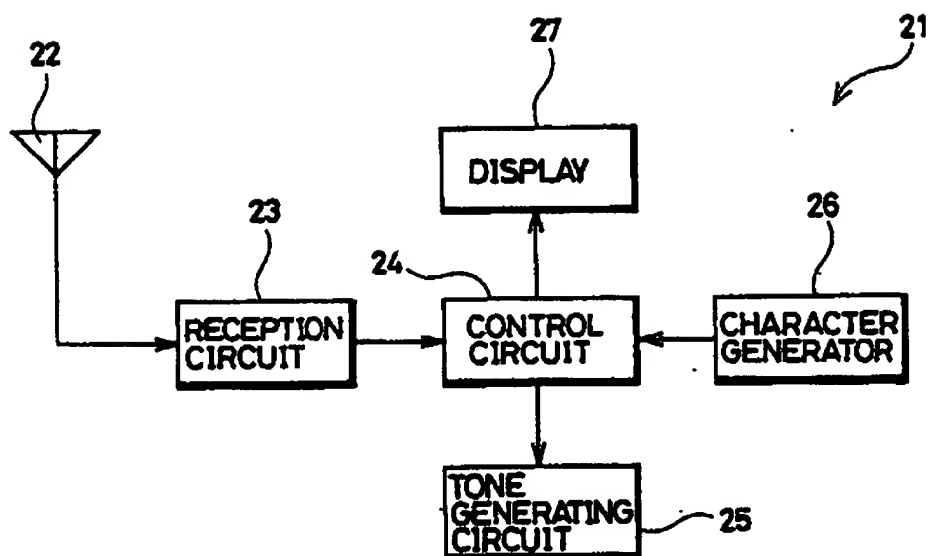 21
27
22
DISPLAY
23
26
24
RECEPTION
CIRCUIT
CONTROL
CIRCUIT
CHARACTER
GENERATOR
TONE
GENERATING
CIRCUIT
25